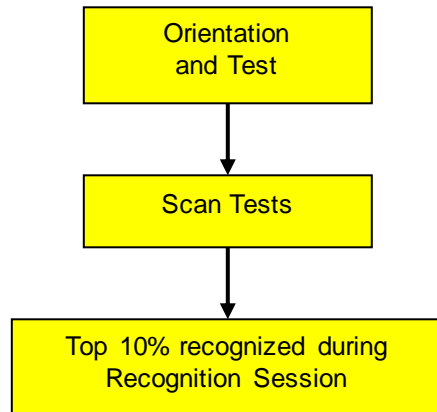 Orientation
and Test
Scan Tests
Top 10% recognized during
Recognition Session